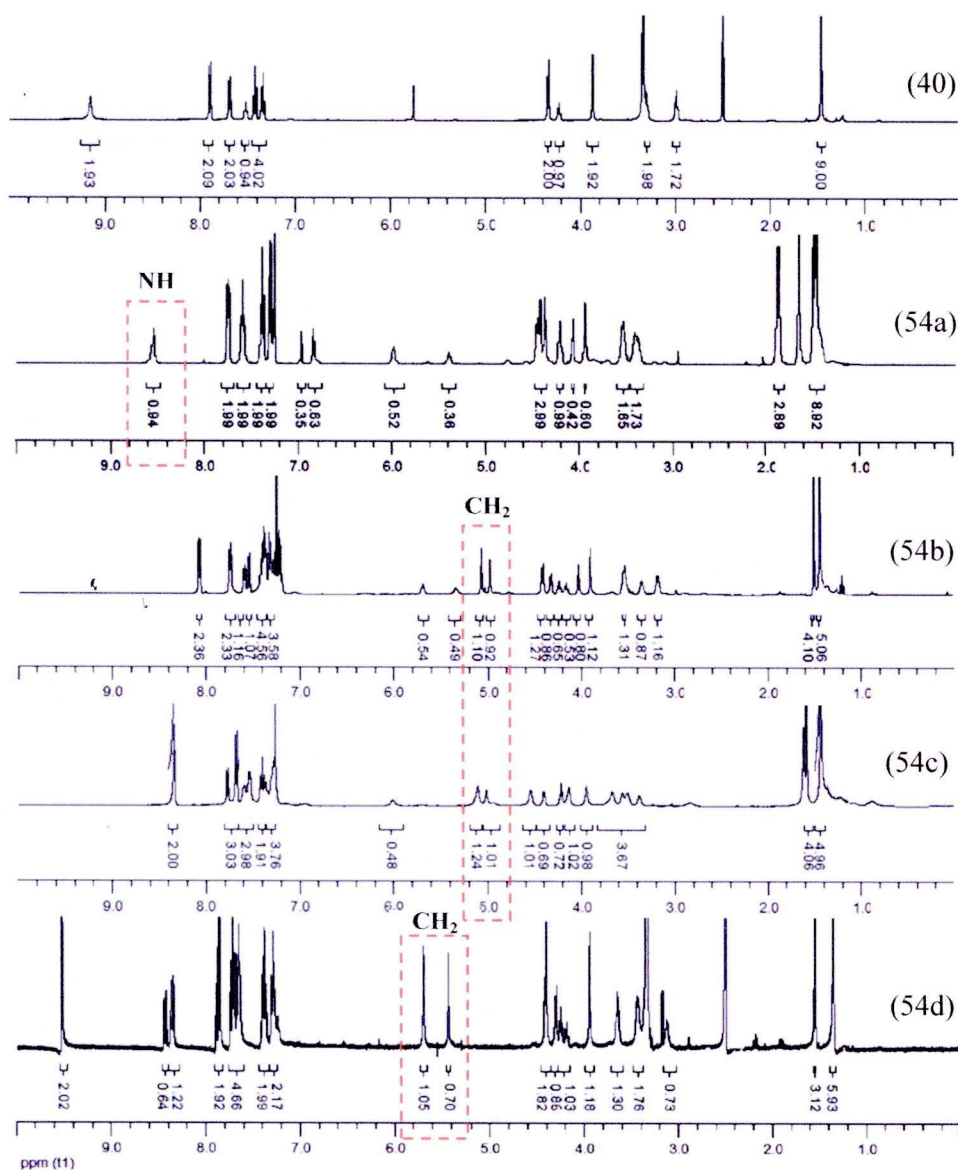 (40)
1.93 2.09 2.03 0.94 4.02 2.00 0.97 1.92 1.98 1.72 9.00
9.0 8.0 7.0 6.0 5.0 4.0 3.0 2.0 1.0
NH
(54a)
0.94 1.99 1.99 1.99 1.99 0.35 0.63 0.52 0.36 2.99 0.99 0.42 0.60 1.65 1.73 2.89 8.92
9.0 8.0 7.0 6.0 5.0 4.0 3.0 2.0 1.0
CH₂
(54b)
2.36 2.33 1.16 1.07 4.56 3.58 0.54 0.49 1.10 0.92 1.27 0.86 0.65 0.53 0.80 1.12 1.31 0.87 1.16 4.10 5.06
9.0 8.0 7.0 6.0 5.0 4.0 3.0 2.0 1.0
(54c)
2.00 3.03 2.98 1.91 3.76 0.48 1.24 1.01 1.01 0.69 0.72 1.02 0.98 3.67 4.06 4.96
9.0 8.0 7.0 6.0 5.0 4.0 3.0 2.0 1.0
CH₂
(54d)
2.02 0.64 1.22 1.92 4.66 1.99 2.17 1.05 0.70 1.82 0.86 1.03 1.18 1.30 1.76 0.73 3.12 5.93
9.0 8.0 7.0 6.0 5.0 4.0 3.0 2.0 1.0
ppm (t1)